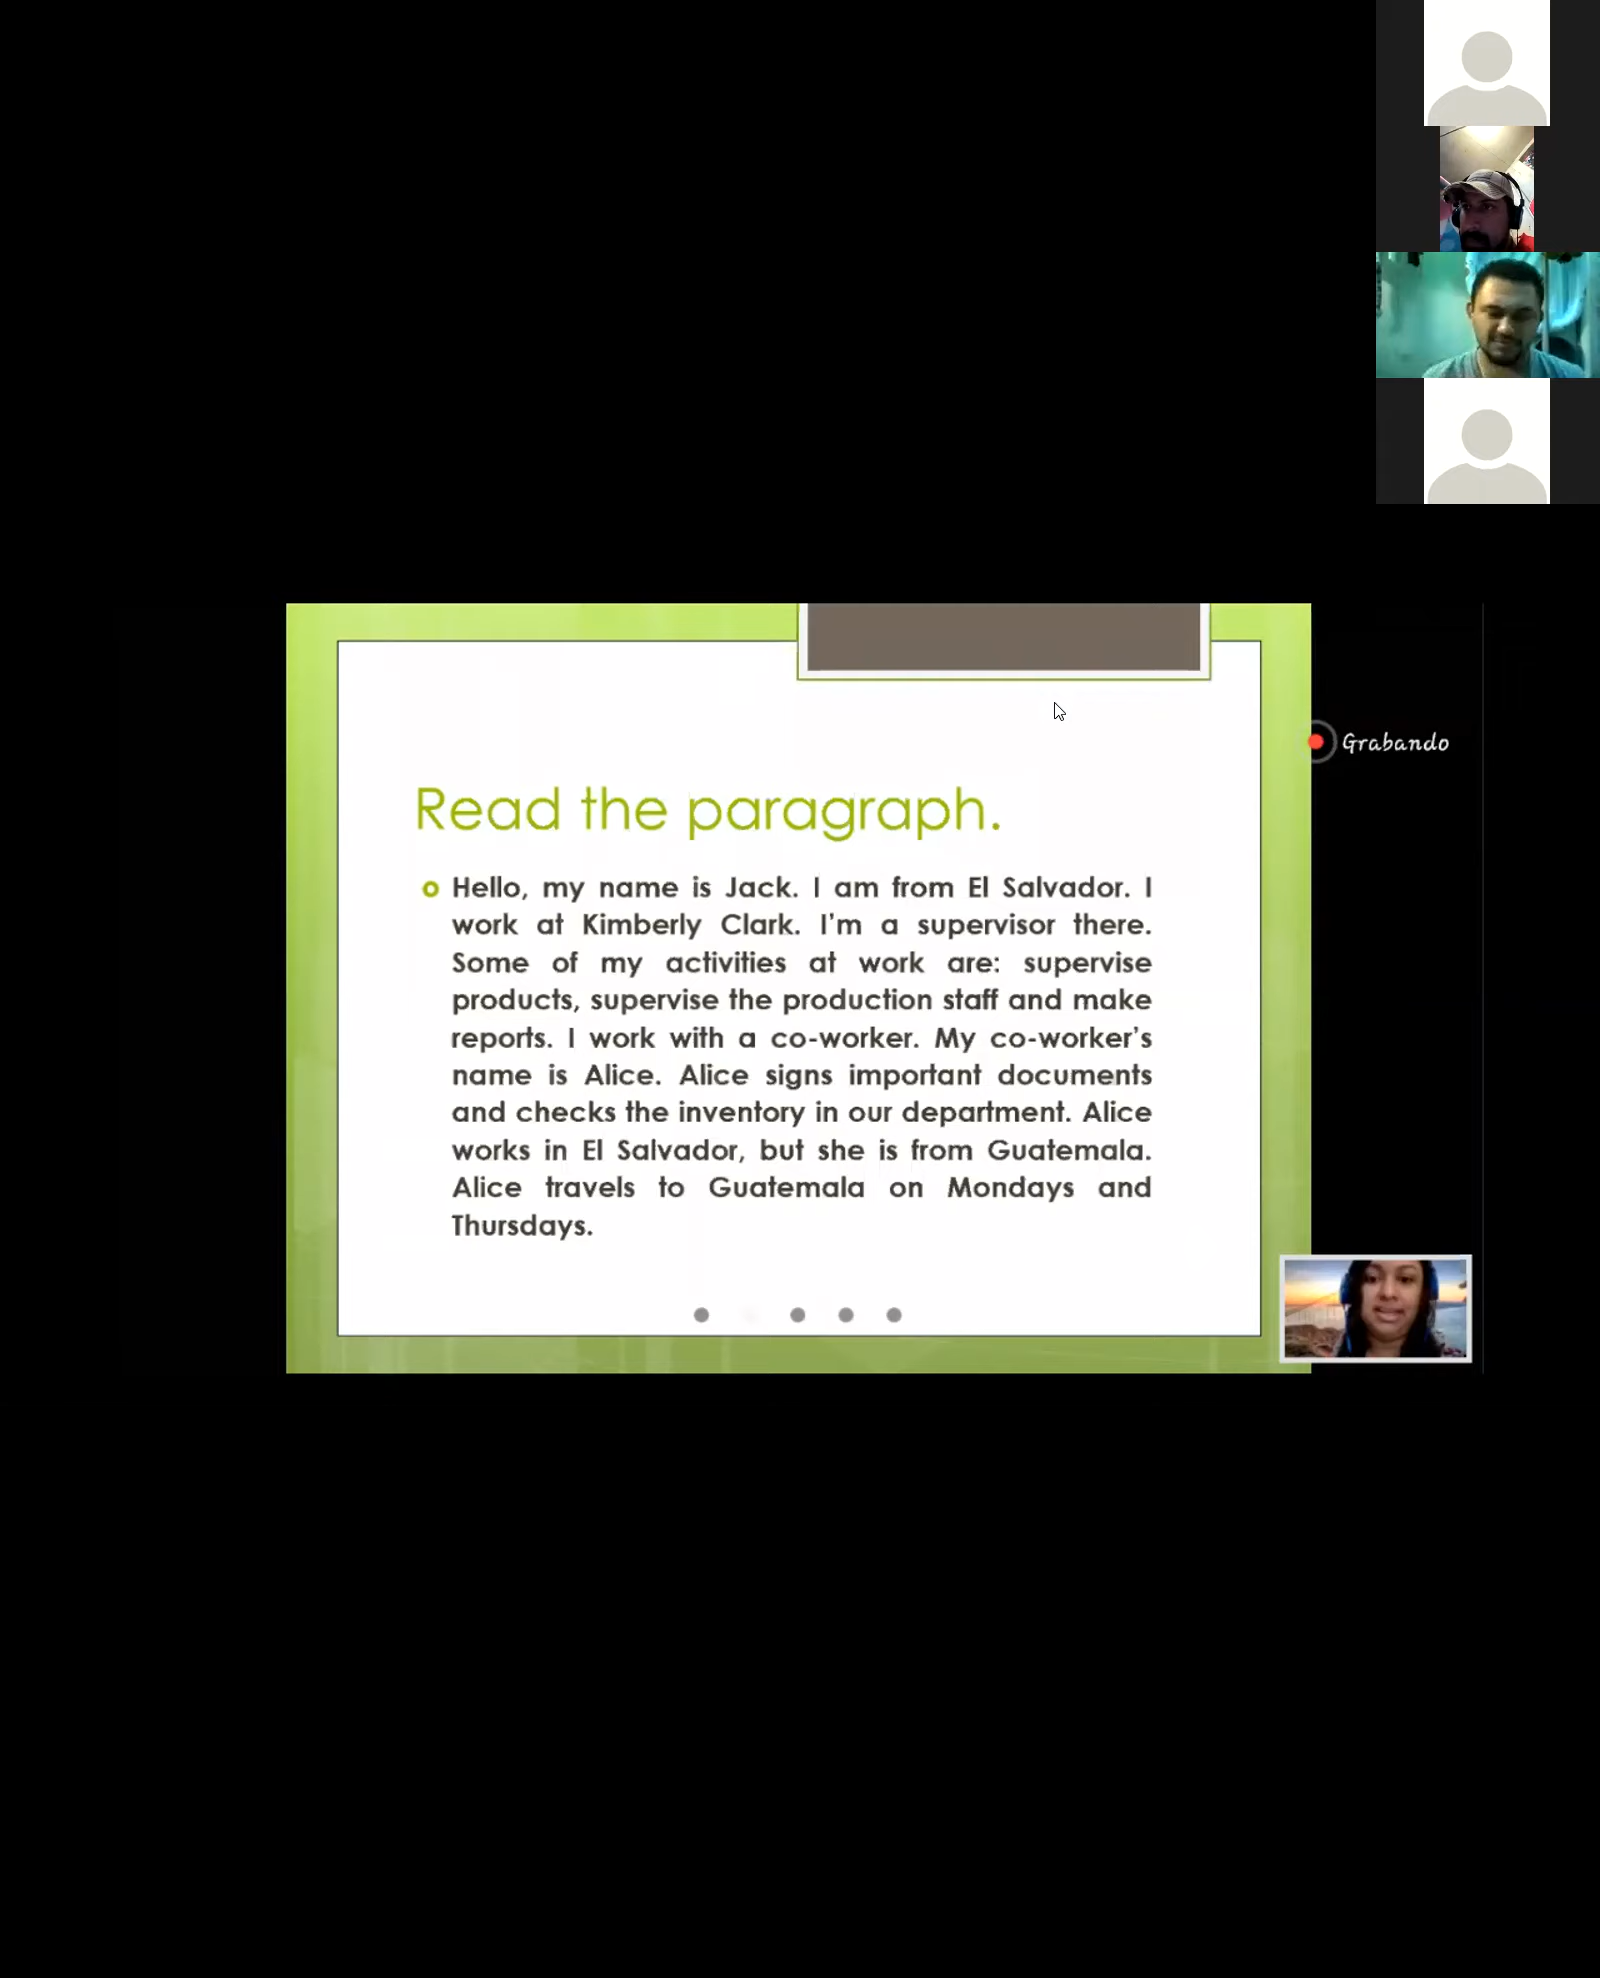 Grabando
Read the paragraph.
Hello, my name is Jack. I am from El Salvador. I
work at Kimberly Clark. I'm a supervisor there.
Some of my activities at work are: supervise
products, supervise the production staff and make
reports. I work with a co-worker. My co-worker's
name is Alice. Alice signs important documents
and checks the inventory in our department. Alice
works in El Salvador, but she is from Guatemala.
Alice travels to Guatemala on Mondays and
Thursdays.